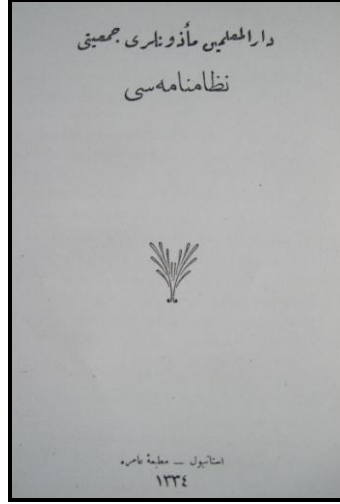 دار المعلمین مأذونلری جمعیتی
نظامنامه‌سی
استانبول — مطبعهٔ عامره
١٣٣٤